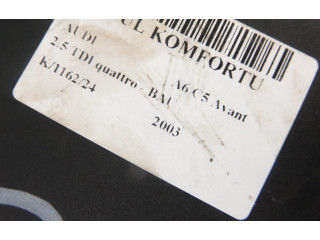 UL KOMFORTU
AUDI
A6 C5 Avant
2.5 TDI quattro - BAU
2003
K/1162/24